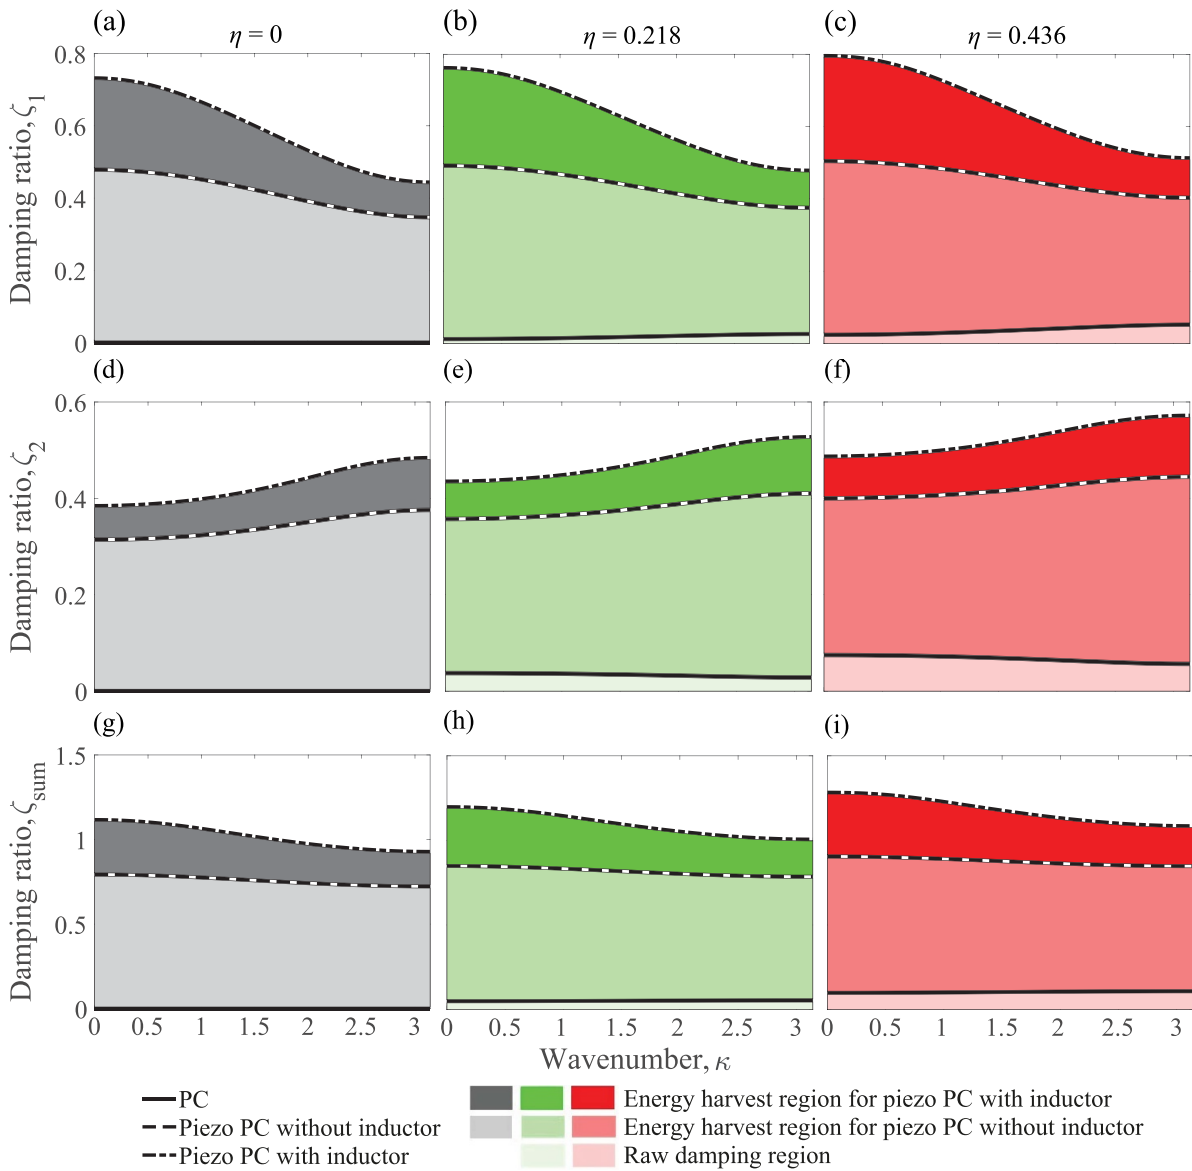 (a) η = 0
(b) η = 0.218
(c) η = 0.436
0.8
0.6
0.4
0.2
0
Damping ratio, ζ1
(d)
(e)
(f)
0.6
0.4
0.2
0
Damping ratio, ζ2
(g)
(h)
(i)
1.5
1
0.5
0
Damping ratio, ζsum
0 0.5 1 1.5 2 2.5 3
0 0.5 1 1.5 2 2.5 3
0 0.5 1 1.5 2 2.5 3
Wavenumber, κ
PC
Piezo PC without inductor
Piezo PC with inductor
Energy harvest region for piezo PC with inductor
Energy harvest region for piezo PC without inductor
Raw damping region